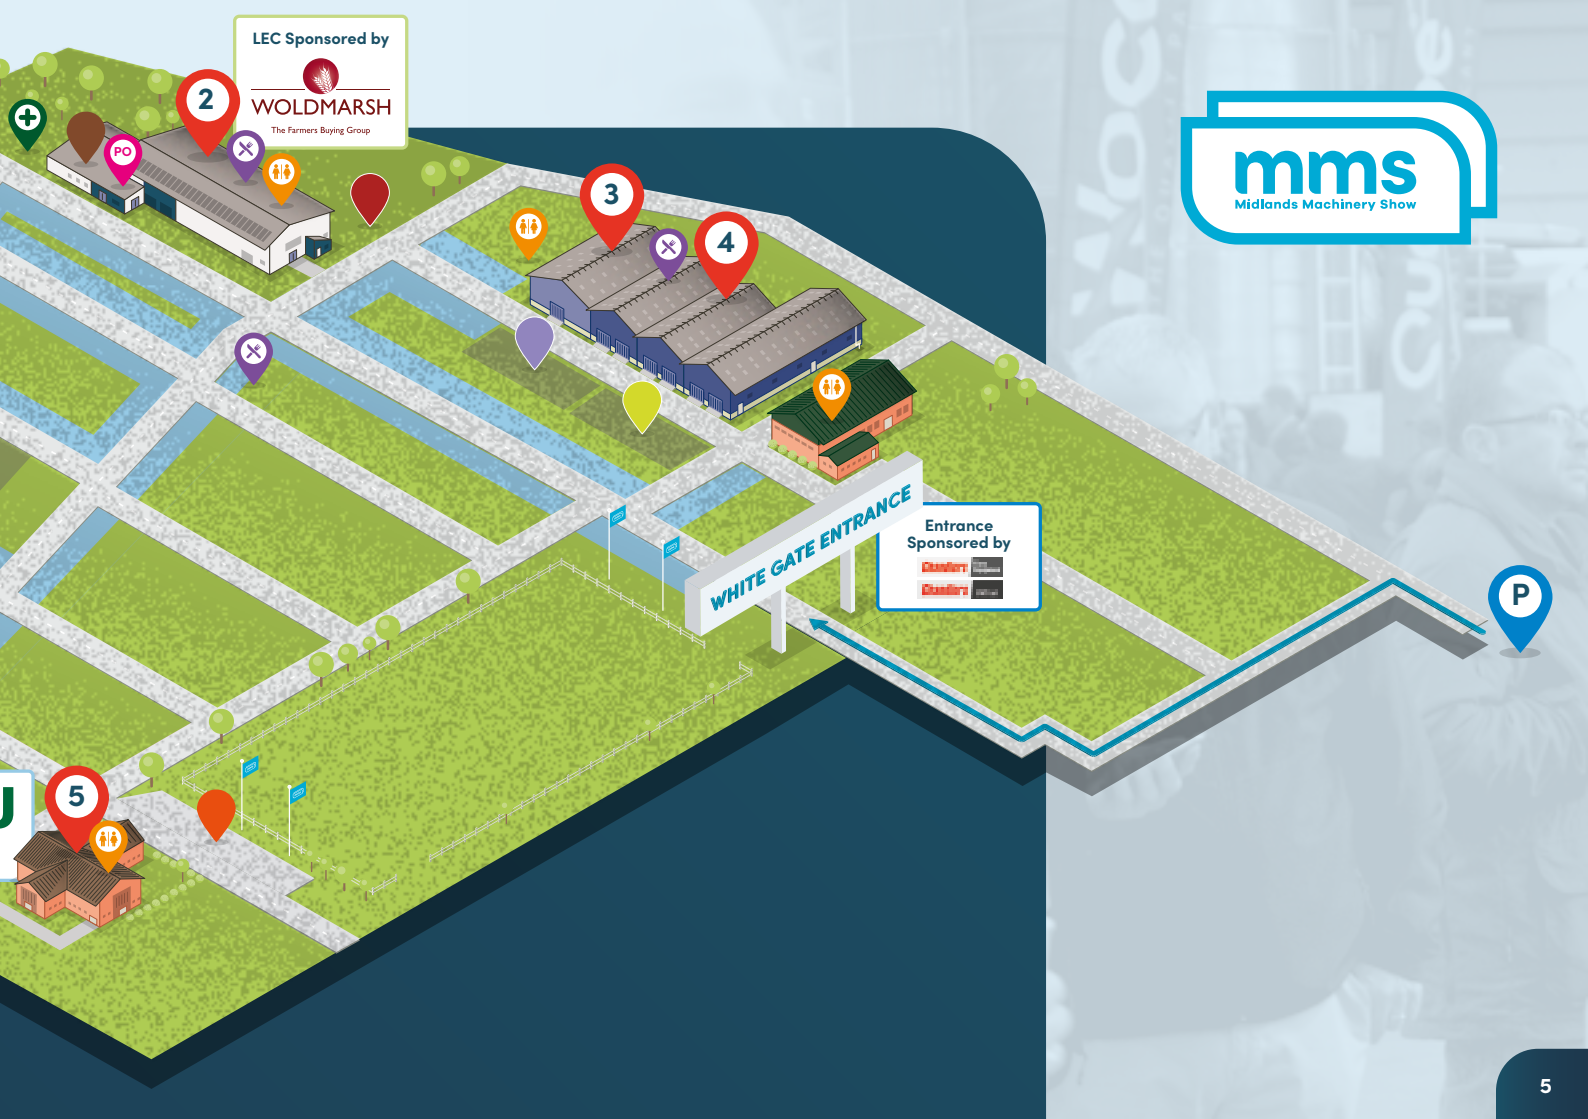 LEC Sponsored by
WOLDMARSH
The Farmers Buying Group
2
PO
3
4
mms
Midlands Machinery Show
WHITE GATE ENTRANCE
Entrance
Sponsored by
P
5
5